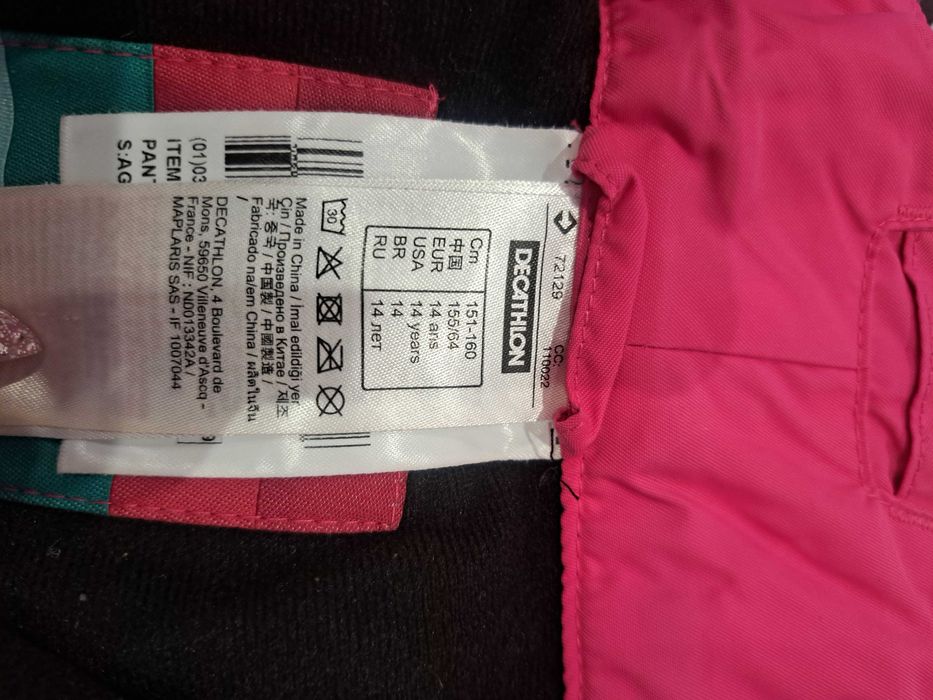 72129
CC:
110022
DECATHLON
Cm. 151-160
中国 155/64
EUR 14 ans
USA 14 years
BR 14
RU 14 лет
30
Made in China / İmal edildigi yer
Çin / Произведено в Китае / 제조
국: 중국 / 中国製 / 中國製造 /
Fabricado na/em China / ผลิตในจีน
/
DECATHLON, 4 Boulevard de
Mons, 59650 Villeneuve d'Ascq -
France - NIF : N0013342A /
MAPLARIS SAS - IF 1007044
(01)03
ITEM
PAN
S:AG